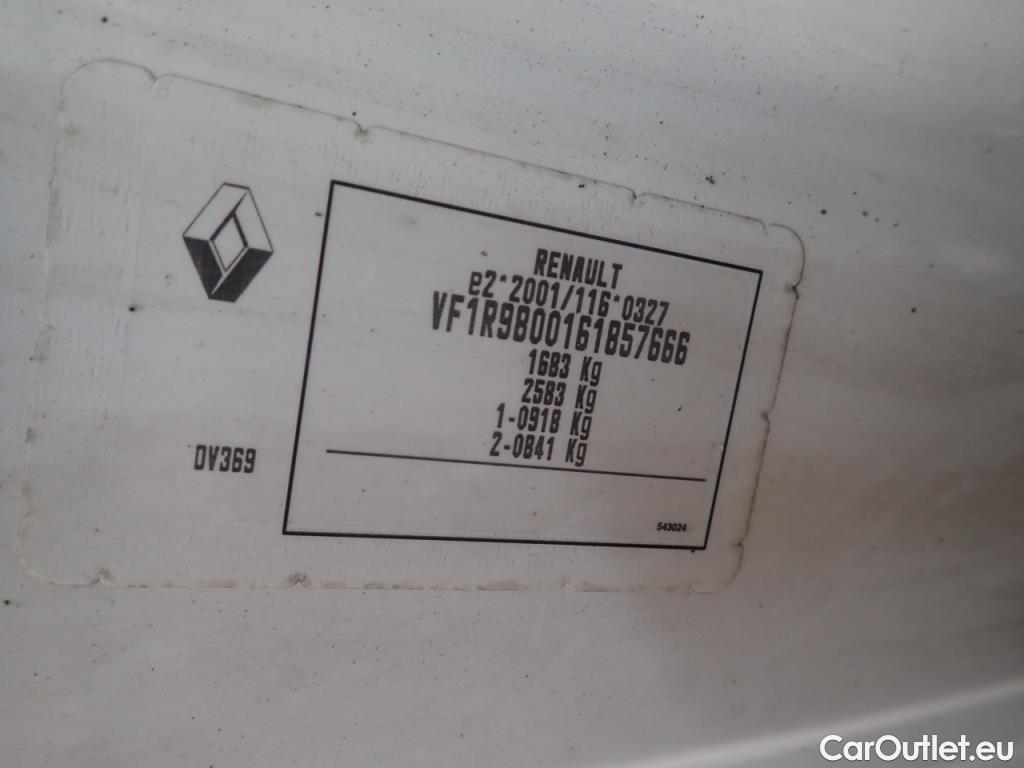 RENAULT
e2*2001/116*0327
VF1R9800161857666
1683 Kg
2583 Kg
1-0918 Kg
2-0841 Kg
DV369
543024
CarOutlet.eu